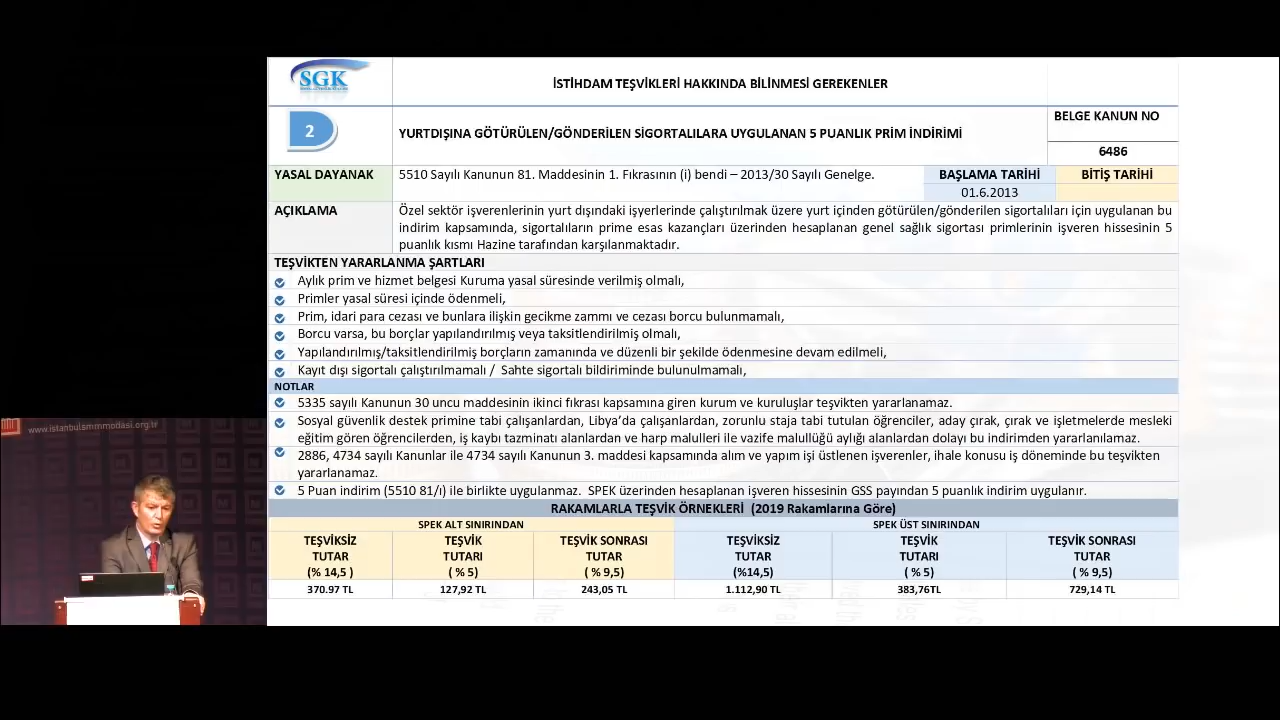 SGK
İSTİHDAM TEŞVİKLERİ HAKKINDA BİLİNMESİ GEREKENLER
2
YURTDIŞINA GÖTÜRÜLEN/GÖNDERİLEN SİGORTALILARA UYGULANAN 5 PUANLIK PRİM İNDİRİMİ
BELGE KANUN NO
6486
YASAL DAYANAK
5510 Sayılı Kanunun 81. Maddesinin 1. Fıkrasının (i) bendi – 2013/30 Sayılı Genelge.
BAŞLAMA TARİHİ
BİTİŞ TARİHİ
01.6.2013
AÇIKLAMA
Özel sektör işverenlerinin yurt dışındaki işyerlerinde çalıştırılmak üzere yurt içinden götürülen/gönderilen sigortalıları için uygulanan bu
indirim kapsamında, sigortalıların prime esas kazançları üzerinden hesaplanan genel sağlık sigortası primlerinin işveren hissesinin 5
puanlık kısmı Hazine tarafından karşılanmaktadır.
TEŞVİKTEN YARARLANMA ŞARTLARI
Aylık prim ve hizmet belgesi Kuruma yasal süresinde verilmiş olmalı,
Primler yasal süresi içinde ödenmeli,
Prim, idari para cezası ve bunlara ilişkin gecikme zammı ve cezası borcu bulunmamalı,
Borcu varsa, bu borçlar yapılandırılmış veya taksitlendirilmiş olmalı,
Yapılandırılmış/taksitlendirilmiş borçların zamanında ve düzenli bir şekilde ödenmesine devam edilmeli,
Kayıt dışı sigortalı çalıştırılmamalı / Sahte sigortalı bildiriminde bulunulmamalı,
NOTLAR
5335 sayılı Kanunun 30 uncu maddesinin ikinci fıkrası kapsamına giren kurum ve kuruluşlar teşvikten yararlanamaz.
Sosyal güvenlik destek primine tabi çalışanlardan, Libya'da çalışanlardan, zorunlu staja tabi tutulan öğrenciler, aday çırak, çırak ve işletmelerde mesleki
eğitim gören öğrencilerden, iş kaybı tazminatı alanlardan ve harp malulleri ile vazife malullüğü aylığı alanlardan dolayı bu indirimden yararlanılamaz.
2886, 4734 sayılı Kanunlar ile 4734 sayılı Kanunun 3. maddesi kapsamında alım ve yapım işi üstlenen işverenler, ihale konusu iş döneminde bu teşvikten
yararlanamaz.
5 Puan indirim (5510 81/ı) ile birlikte uygulanmaz. SPEK üzerinden hesaplanan işveren hissesinin GSS payından 5 puanlık indirim uygulanır.
RAKAMLARLA TEŞVİK ÖRNEKLERİ (2019 Rakamlarına Göre)
SPEK ALT SINIRINDAN
SPEK ÜST SINIRINDAN
TEŞVİKSİZ TUTAR (% 14,5 )
TEŞVİK TUTARI ( % 5)
TEŞVİK SONRASI TUTAR ( % 9,5)
TEŞVİKSİZ TUTAR (%14,5)
TEŞVİK TUTARI ( % 5)
TEŞVİK SONRASI TUTAR ( % 9,5)
370.97 TL
127,92 TL
243,05 TL
1.112,90 TL
383,76TL
729,14 TL
www.istanbulsmmmodasi.org.tr